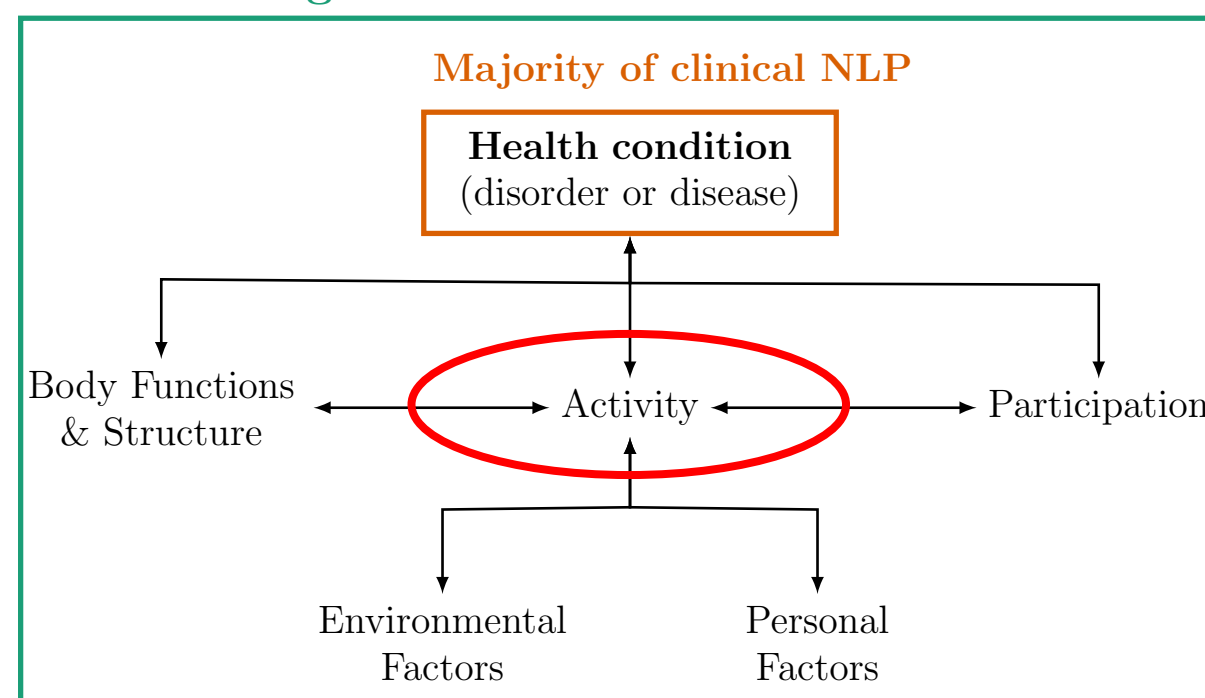 Majority of clinical NLP
Health condition
(disorder or disease)
Body Functions
& Structure
Activity
Participation
Environmental
Factors
Personal
Factors